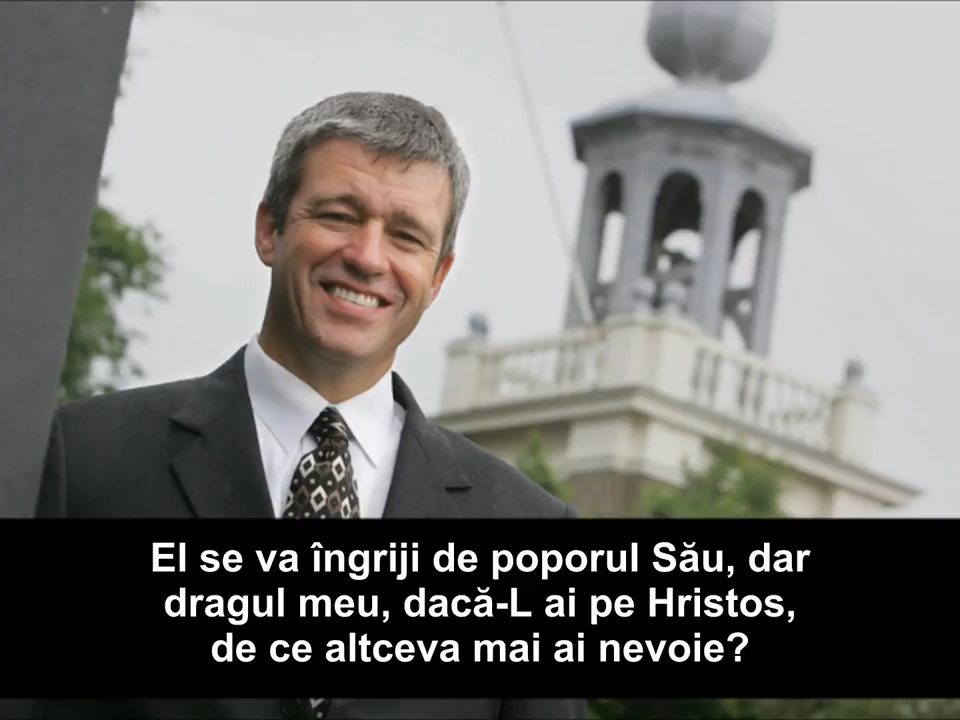 El se va îngriji de poporul Său, dar
dragul meu, dacă-L ai pe Hristos,
de ce altceva mai ai nevoie?